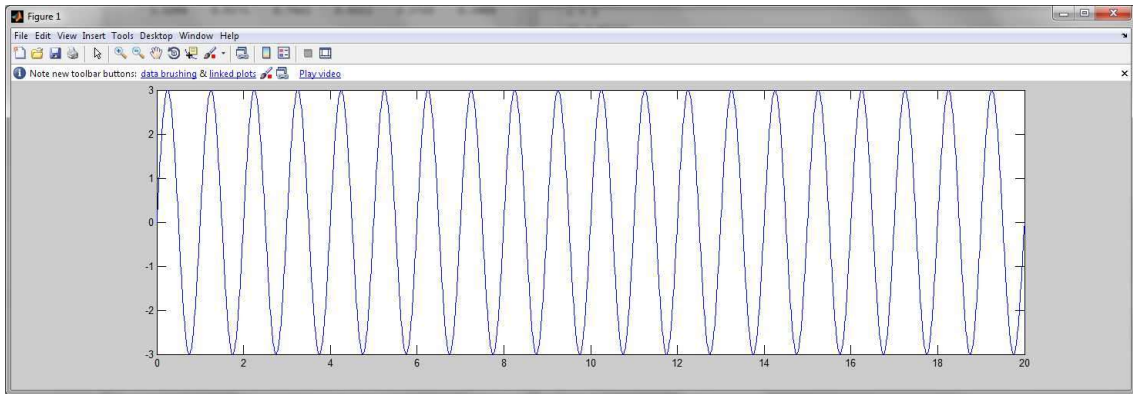 Figure 1
File Edit View Insert Tools Desktop Window Help
Note new toolbar buttons: data brushing & linked plots Play video
3
2
1
0
-1
-2
-3
0 2 4 6 8 10 12 14 16 18 20